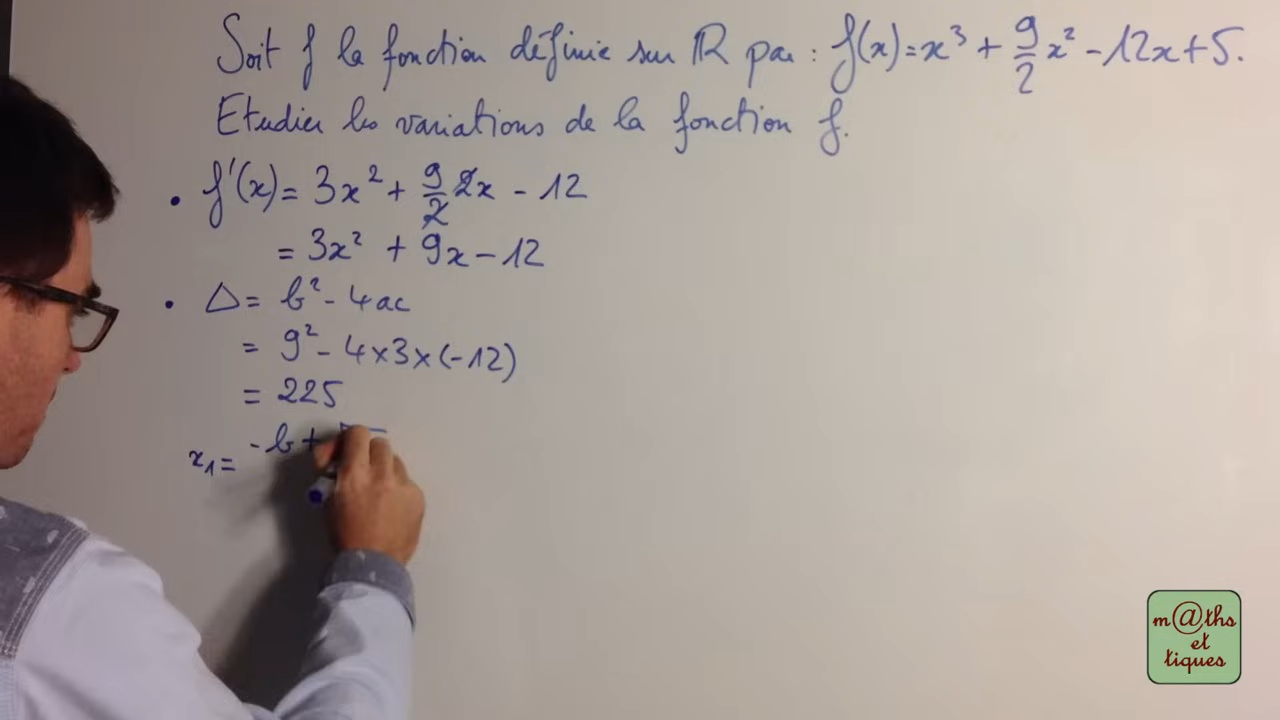 Soit f la fonction définie sur ℝ par : f(x) = x³ + 9/2 x² - 12x + 5.
Etudier les variations de la fonction f.
• f'(x) = 3x² + 9/2 2x - 12
= 3x² + 9x - 12
• Δ = b² - 4ac
= 9² - 4×3×(-12)
= 225
x₁ = -b +
m@ths
et
tiques